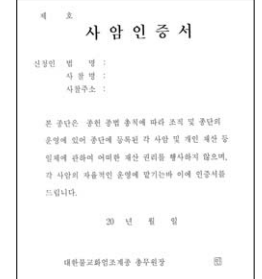 제 호
사 암 인 증 서
신청인 법 명 :
사 찰 명 :
사찰주소 :
본 종단은 종헌 종법 총칙에 따라 조직 및 종단의
운영에 있어 종단에 등록된 각 사암 및 개인 재산 등
일체에 관하여 어떠한 재산 권리를 행사하지 않으며,
각 사암의 자율적인 운영에 맡기는바 이에 인증서를
드립니다.
20 년 월 일
대한불교화엄조계종 총무원장